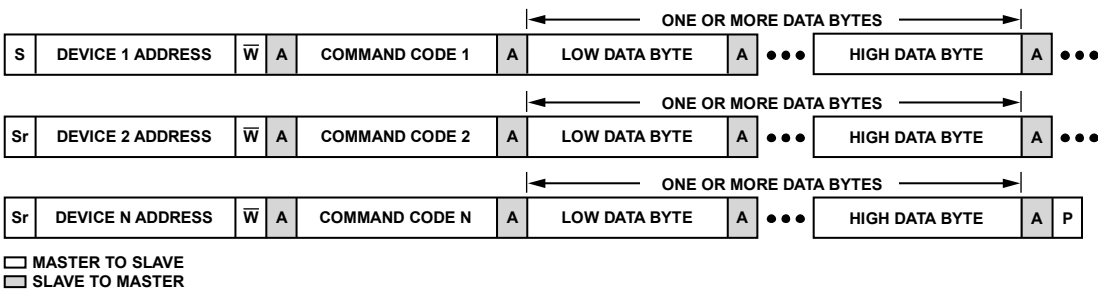 ONE OR MORE DATA BYTES
S DEVICE 1 ADDRESS W̅ A COMMAND CODE 1 A LOW DATA BYTE A ••• HIGH DATA BYTE A •••
ONE OR MORE DATA BYTES
Sr DEVICE 2 ADDRESS W̅ A COMMAND CODE 2 A LOW DATA BYTE A ••• HIGH DATA BYTE A •••
ONE OR MORE DATA BYTES
Sr DEVICE N ADDRESS W̅ A COMMAND CODE N A LOW DATA BYTE A ••• HIGH DATA BYTE A P
MASTER TO SLAVE
SLAVE TO MASTER